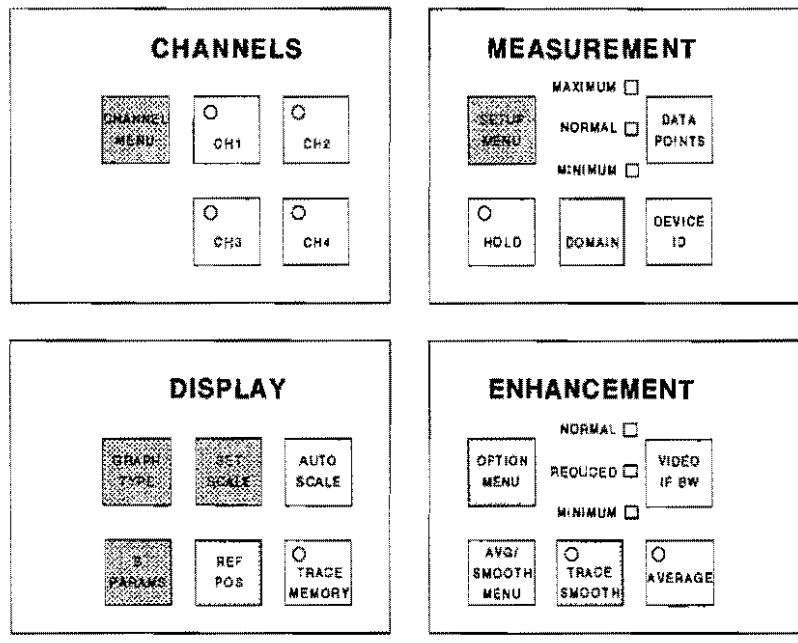 CHANNELS
CHANNEL
MENU
CH1
CH2
CH3
CH4
MEASUREMENT
SETUP
MENU
MAXIMUM
NORMAL
MINIMUM
DATA
POINTS
HOLD
DOMAIN
DEVICE
ID
DISPLAY
GRAPH
TYPE
SET
SCALE
AUTO
SCALE
S
PARAMS
REF
POS
TRACE
MEMORY
ENHANCEMENT
OPTION
MENU
NORMAL
REDUCED
MINIMUM
VIDEO
IF BW
AVG/
SMOOTH
MENU
TRACE
SMOOTH
AVERAGE